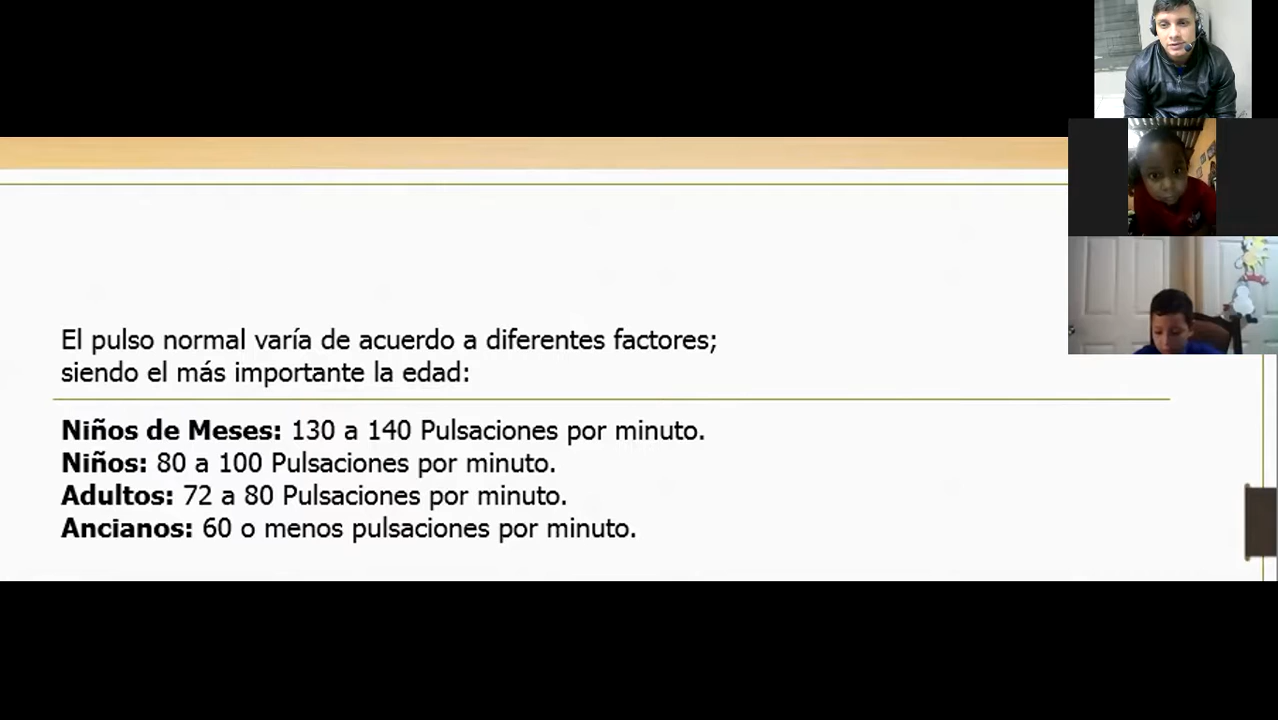 El pulso normal varía de acuerdo a diferentes factores;
siendo el más importante la edad:
Niños de Meses: 130 a 140 Pulsaciones por minuto.
Niños: 80 a 100 Pulsaciones por minuto.
Adultos: 72 a 80 Pulsaciones por minuto.
Ancianos: 60 o menos pulsaciones por minuto.